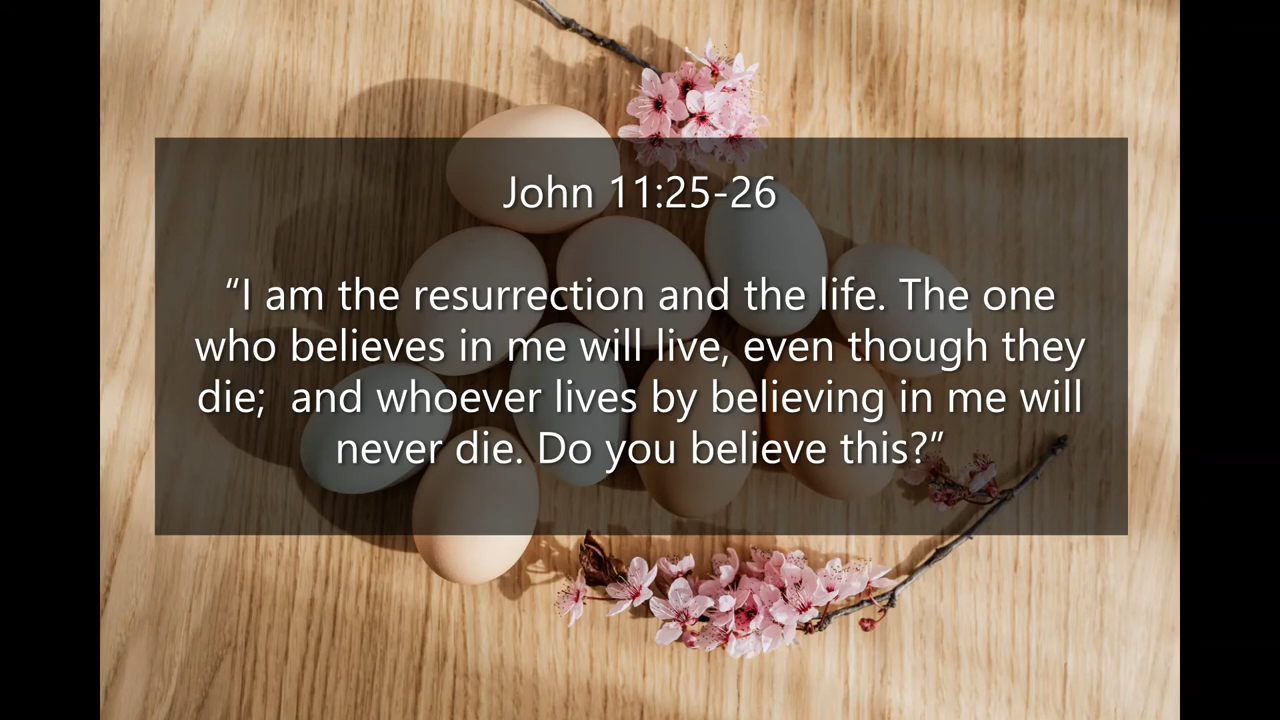 John 11:25-26
“I am the resurrection and the life. The one
who believes in me will live, even though they
die;  and whoever lives by believing in me will
never die. Do you believe this?”